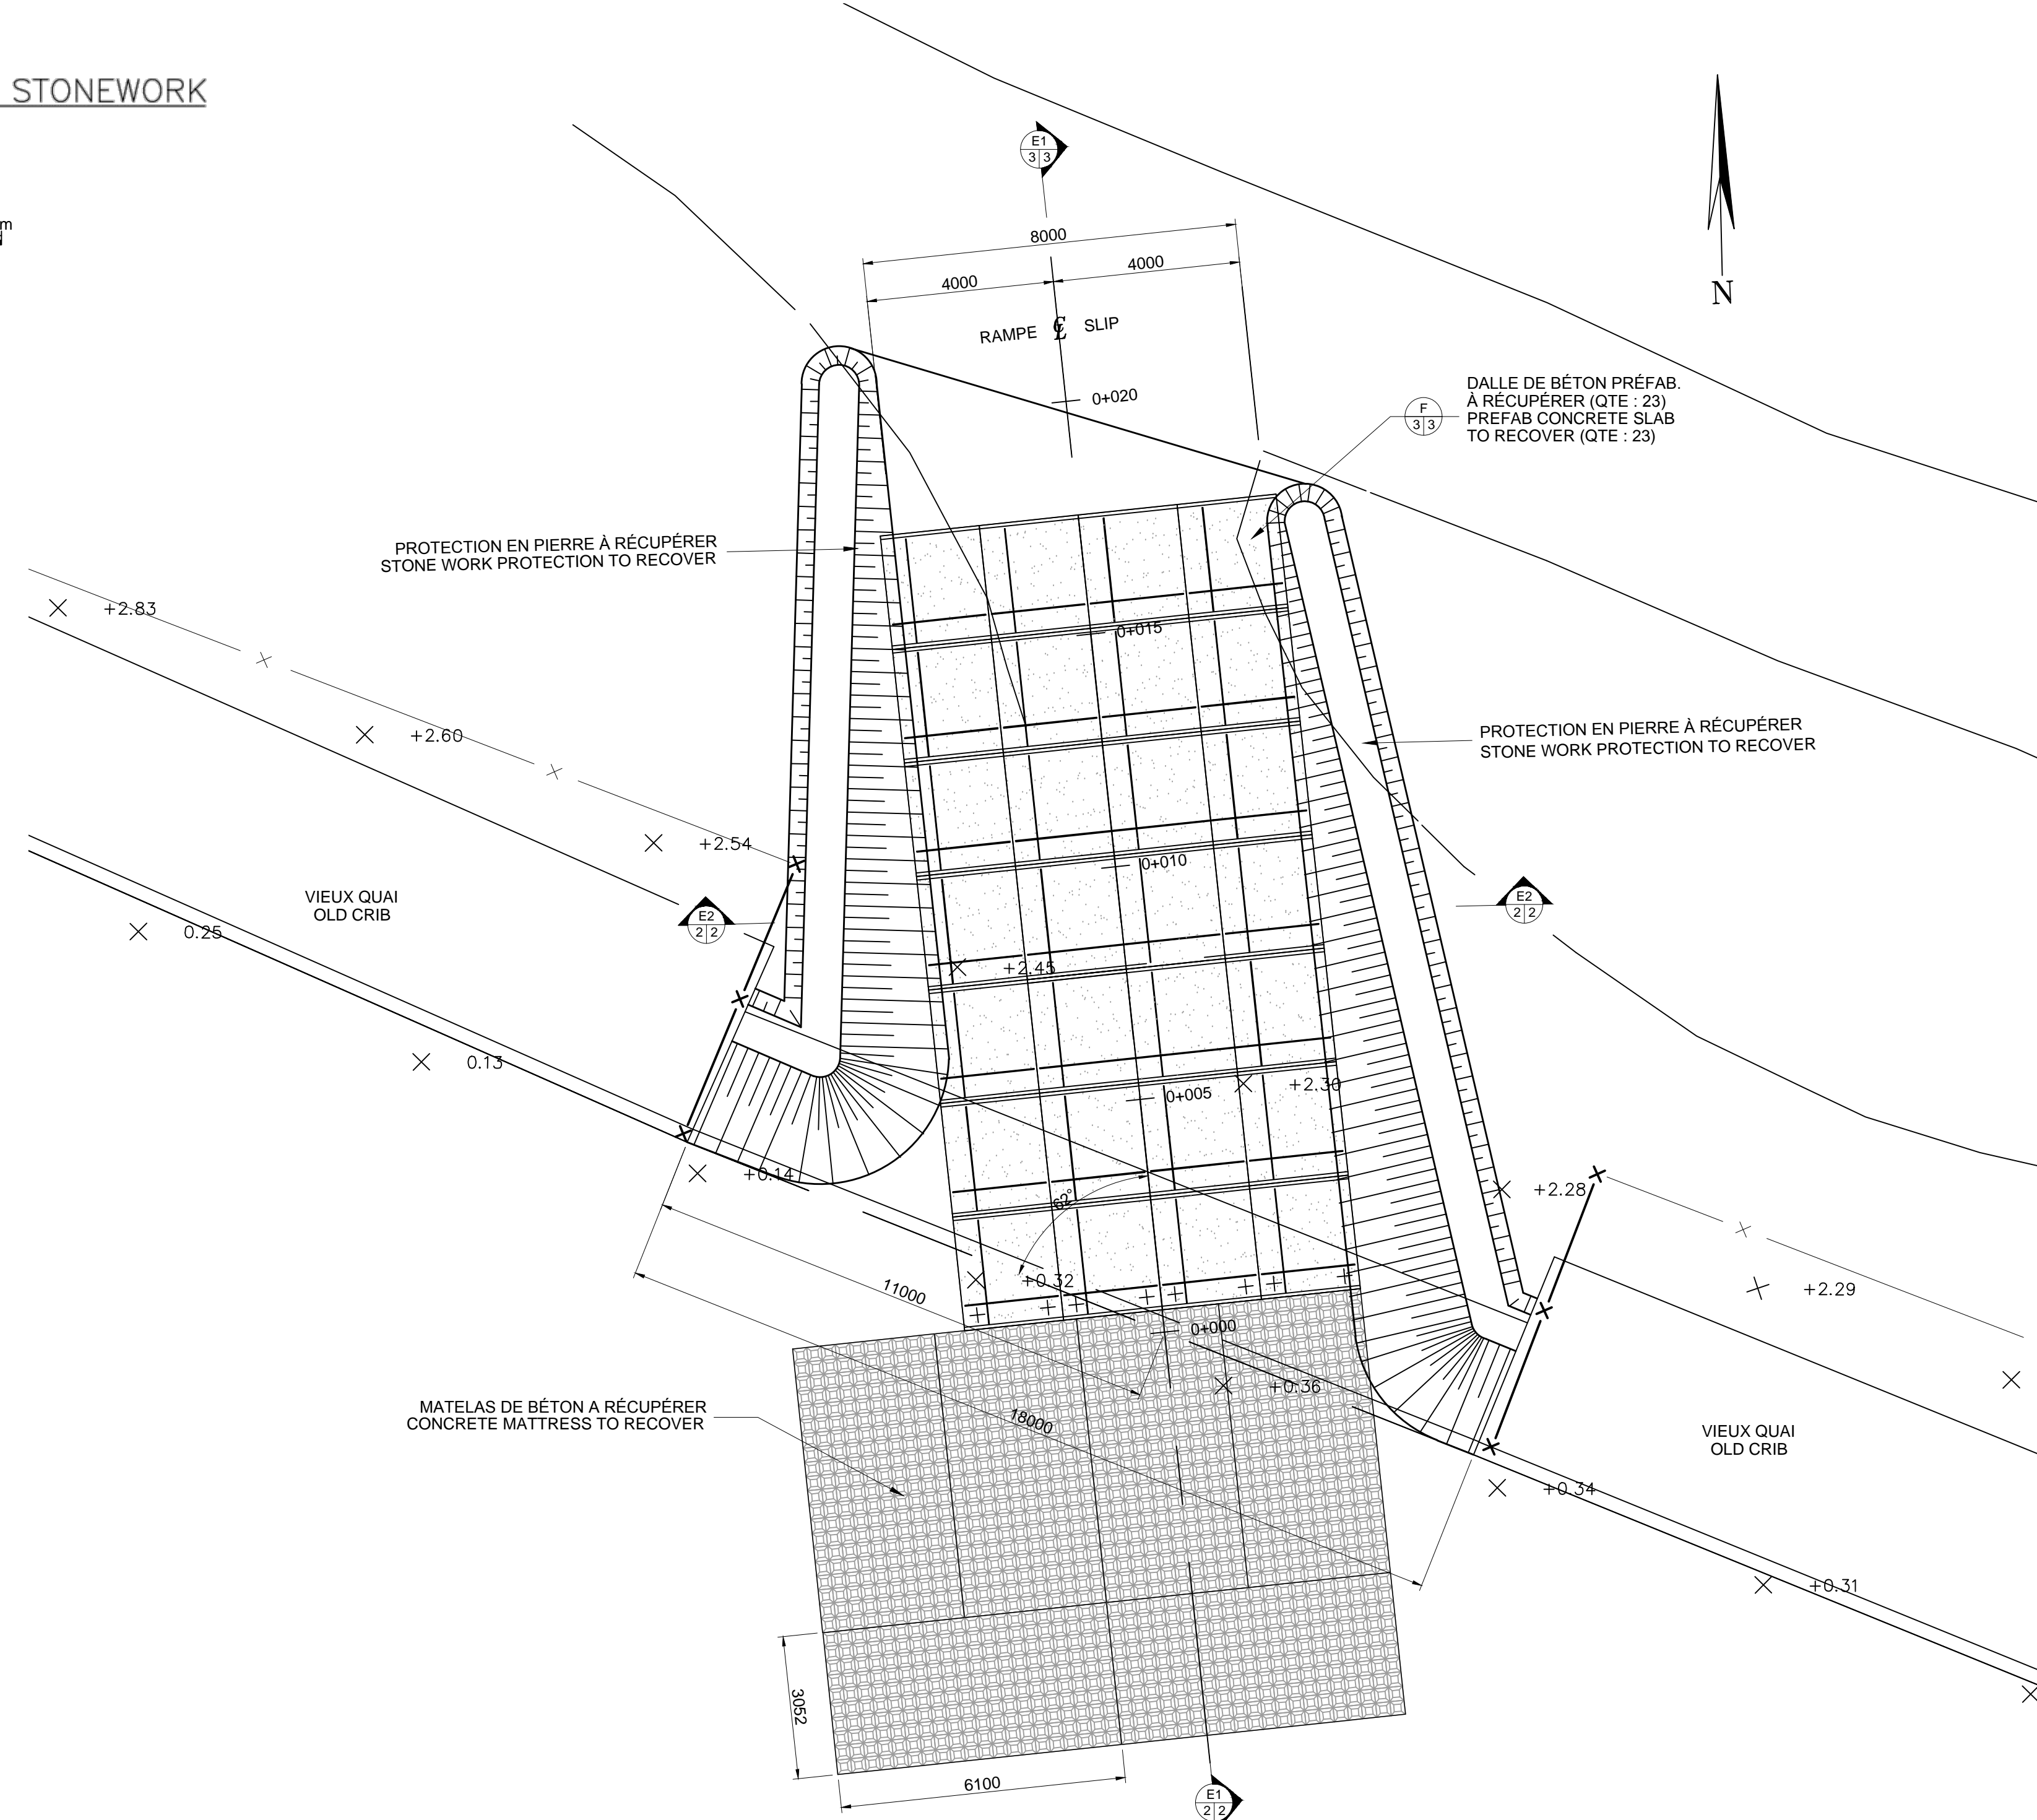 STONEWORK
m
E1
3 3
8000
4000
4000
RAMPE ℄ SLIP
N
0+020
F
3 3
DALLE DE BÉTON PRÉFAB.
À RÉCUPÉRER (QTE : 23)
PREFAB CONCRETE SLAB
TO RECOVER (QTE : 23)
PROTECTION EN PIERRE À RÉCUPÉRER
STONE WORK PROTECTION TO RECOVER
+2.83
0+015
+2.60
PROTECTION EN PIERRE À RÉCUPÉRER
STONE WORK PROTECTION TO RECOVER
+2.54
0+010
VIEUX QUAI
OLD CRIB
E2
2 2
E2
2 2
0.25
+2.45
0.13
+2.30
0+005
+0.14
62°
+2.28
+0.32
11000
+2.29
0+000
+0.36
MATELAS DE BÉTON A RÉCUPÉRER
CONCRETE MATTRESS TO RECOVER
18000
VIEUX QUAI
OLD CRIB
+0.34
+0.31
3052
6100
E1
2 2